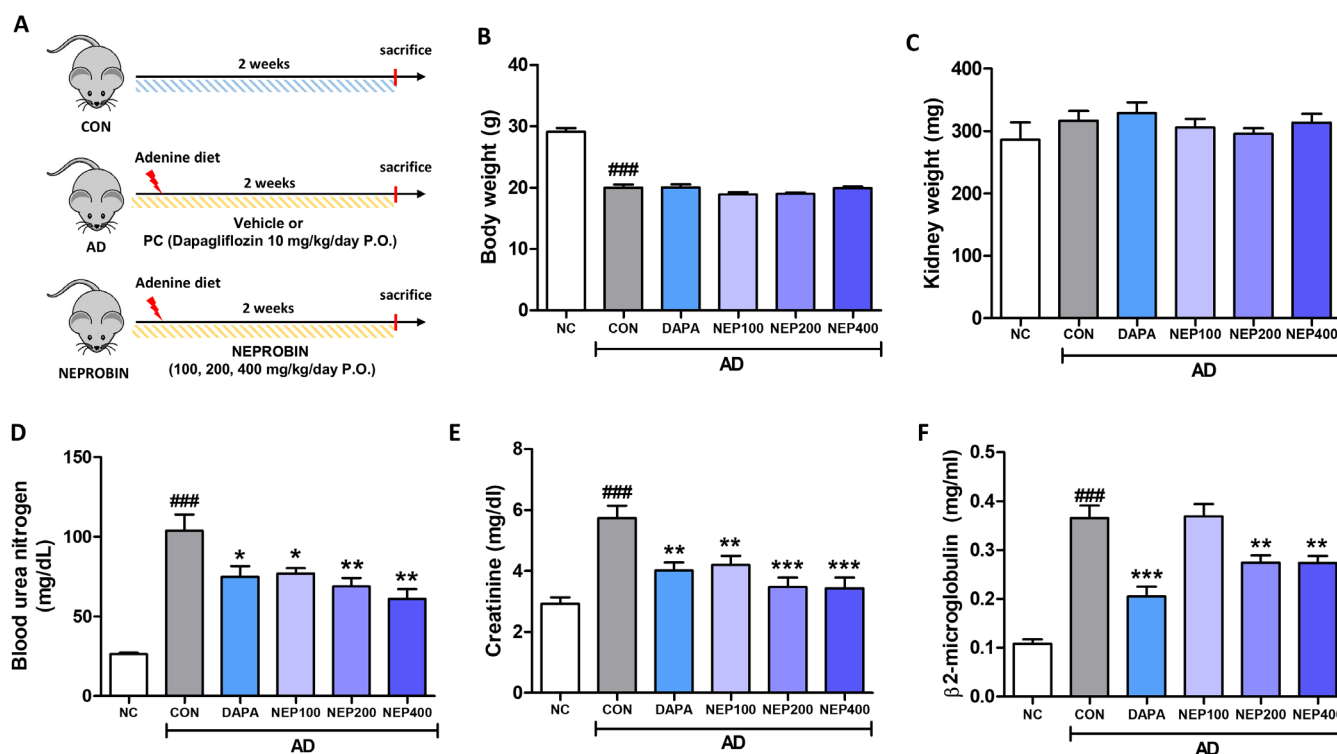 A
2 weeks
sacrifice
CON
Adenine diet
2 weeks
sacrifice
Vehicle or
PC (Dapagliflozin 10 mg/kg/day P.O.)
AD
Adenine diet
2 weeks
sacrifice
NEPROBIN
(100, 200, 400 mg/kg/day P.O.)
NEPROBIN
B
Body weight (g)
40
30
20
10
0
###
NC CON DAPA NEP100 NEP200 NEP400
AD
C
Kidney weight (mg)
400
300
200
100
0
NC CON DAPA NEP100 NEP200 NEP400
AD
D
Blood urea nitrogen
(mg/dL)
150
100
50
0
###
* * ** **
NC CON DAPA NEP100 NEP200 NEP400
AD
E
Creatinine (mg/dl)
8
6
4
2
0
###
** ** *** ***
NC CON DAPA NEP100 NEP200 NEP400
AD
F
β2-microglobutin (mg/ml)
0.5
0.4
0.3
0.2
0.1
0.0
###
*** ** **
NC CON DAPA NEP100 NEP200 NEP400
AD